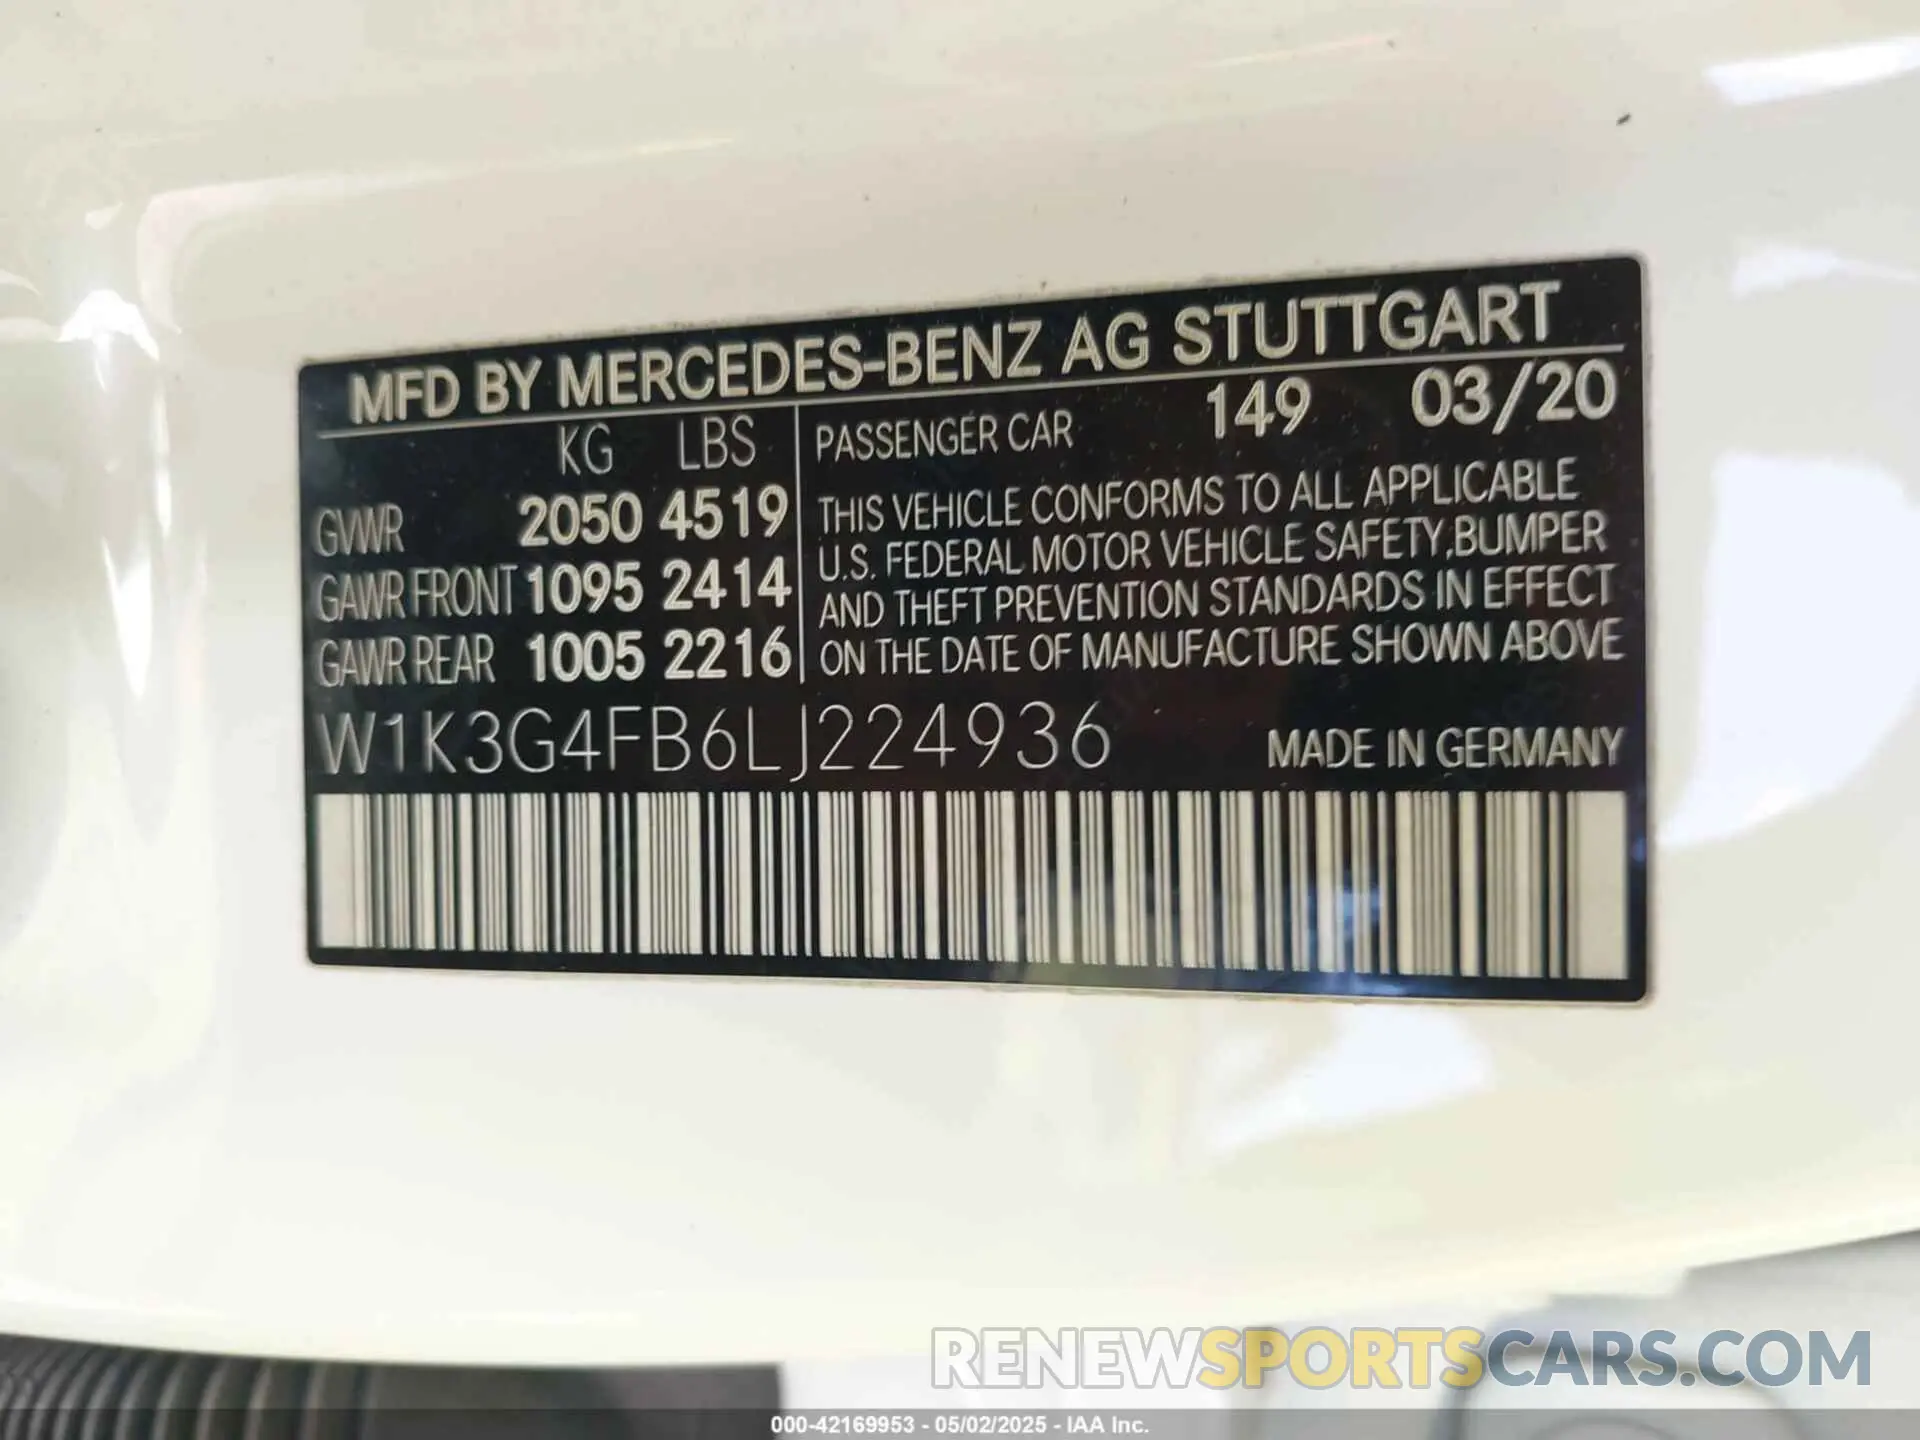 MFD BY MERCEDES-BENZ AG STUTTGART
KG LBS
GVWR 2050 4519
GAWR FRONT 1095 2414
GAWR REAR 1005 2216
PASSENGER CAR 149 03/20
THIS VEHICLE CONFORMS TO ALL APPLICABLE
U.S. FEDERAL MOTOR VEHICLE SAFETY,BUMPER
AND THEFT PREVENTION STANDARDS IN EFFECT
ON THE DATE OF MANUFACTURE SHOWN ABOVE
W1K3G4FB6LJ224936
MADE IN GERMANY
RENEWSPORTSCARS.COM
000-42169953 - 05/02/2025 - IAA Inc.